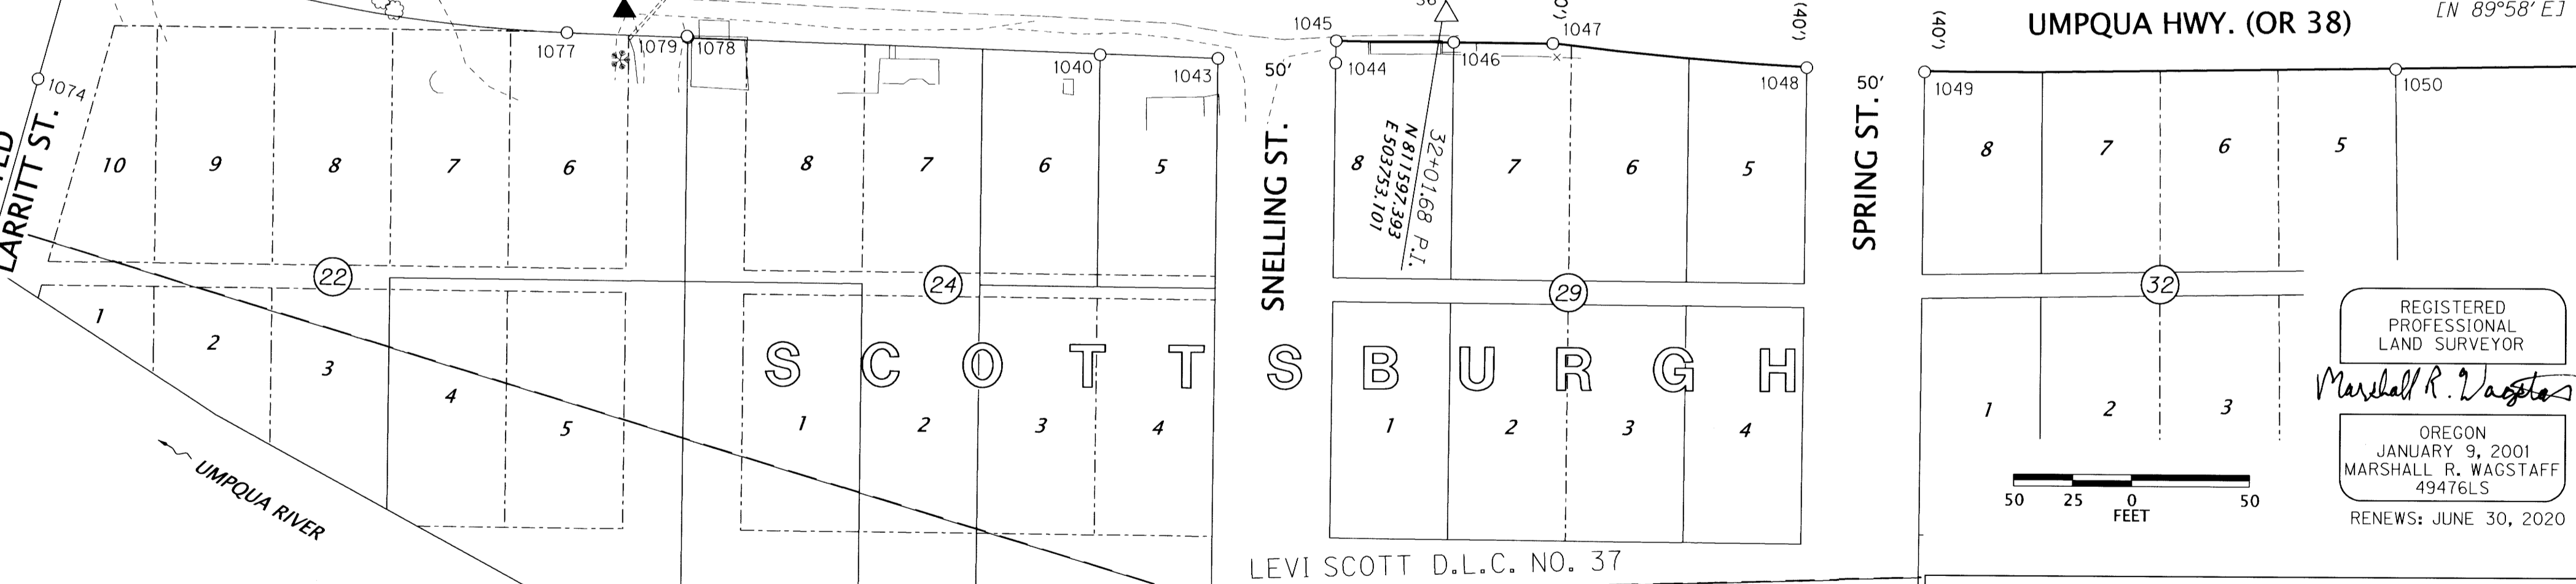 UMPQUA HWY. (OR 38)
[N 89°58' E]
(40')
(40')
1045
1047
1077
1079
1078
1040
1043
50'
1044
1046
1048
50'
1049
1050
1074
LARRITT ST.
SNELLING ST.
SPRING ST.
32+01.68 P.I.
N 811597.393
E 503753.101
10
9
8
7
6
8
7
6
5
8
7
6
5
8
7
6
5
22
24
29
32
1
2
3
4
5
1
2
3
4
1
2
3
4
1
2
3
SCOTTSBURGH
UMPQUA RIVER
LEVI SCOTT D.L.C. NO. 37
REGISTERED
PROFESSIONAL
LAND SURVEYOR
Marshall R. Wagstaff
OREGON
JANUARY 9, 2001
MARSHALL R. WAGSTAFF
49476LS
RENEWS: JUNE 30, 2020
50 25 0 50
FEET